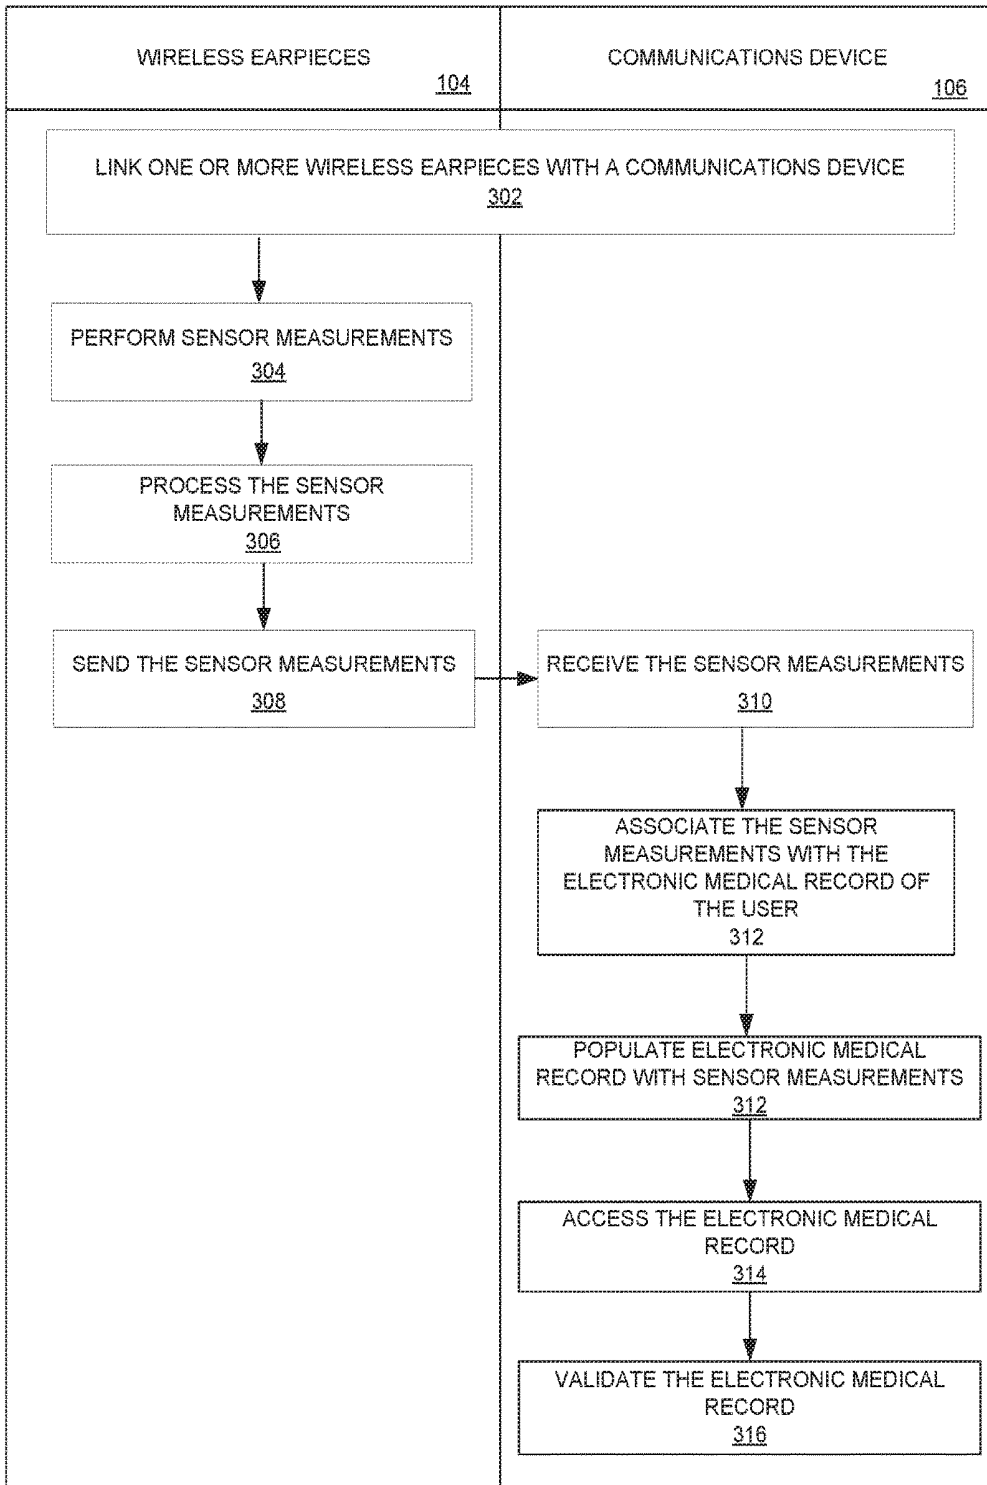 WIRELESS EARPIECES
104
COMMUNICATIONS DEVICE
106
LINK ONE OR MORE WIRELESS EARPIECES WITH A COMMUNICATIONS DEVICE
302
PERFORM SENSOR MEASUREMENTS
304
PROCESS THE SENSOR
MEASUREMENTS
306
SEND THE SENSOR MEASUREMENTS
308
RECEIVE THE SENSOR MEASUREMENTS
310
ASSOCIATE THE SENSOR
MEASUREMENTS WITH THE
ELECTRONIC MEDICAL RECORD OF
THE USER
312
POPULATE ELECTRONIC MEDICAL
RECORD WITH SENSOR MEASUREMENTS
312
ACCESS THE ELECTRONIC MEDICAL
RECORD
314
VALIDATE THE ELECTRONIC MEDICAL
RECORD
316